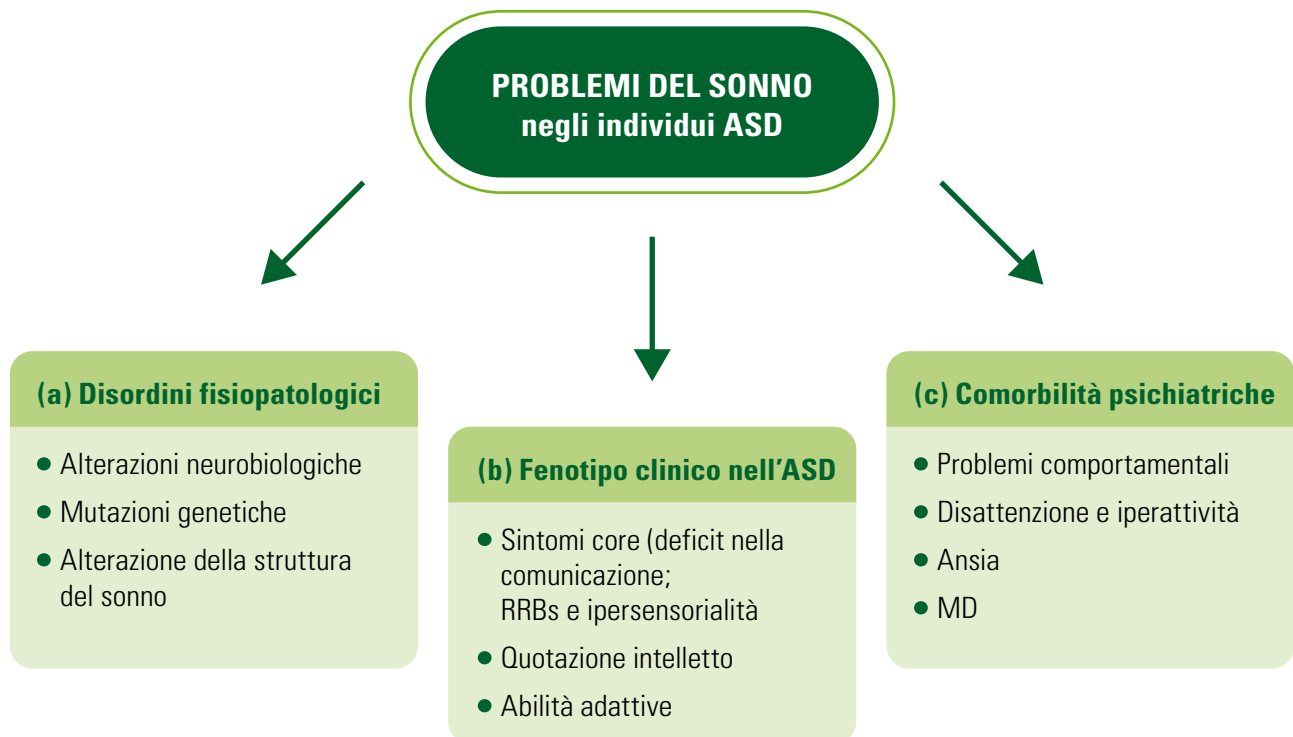 PROBLEMI DEL SONNO
negli individui ASD
(a) Disordini fisiopatologici
● Alterazioni neurobiologiche
● Mutazioni genetiche
● Alterazione della struttura
del sonno
(b) Fenotipo clinico nell'ASD
● Sintomi core (deficit nella
comunicazione;
RRBs e ipersensorialità
● Quotazione intelletto
● Abilità adattive
(c) Comorbilità psichiatriche
● Problemi comportamentali
● Disattenzione e iperattività
● Ansia
● MD